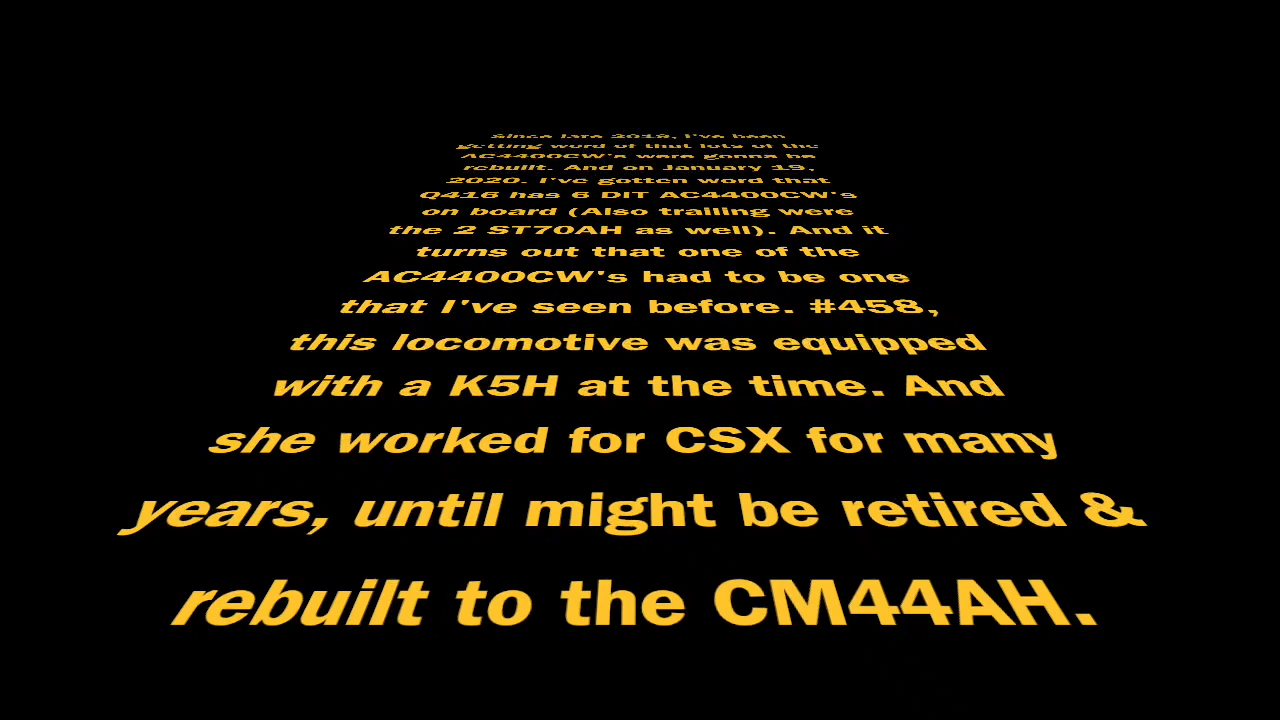 Since late 2019, I've been
getting word of that lots of the
AC4400CW's were gonna be
rebuilt. And on January 19,
2020. I've gotten word that
Q416 has 6 DIT AC4400CW's
on board (Also trailing were
the 2 ST70AH as well). And it
turns out that one of the
AC4400CW's had to be one
that I've seen before. #458,
this locomotive was equipped
with a K5H at the time. And
she worked for CSX for many
years, until might be retired &
rebuilt to the CM44AH.